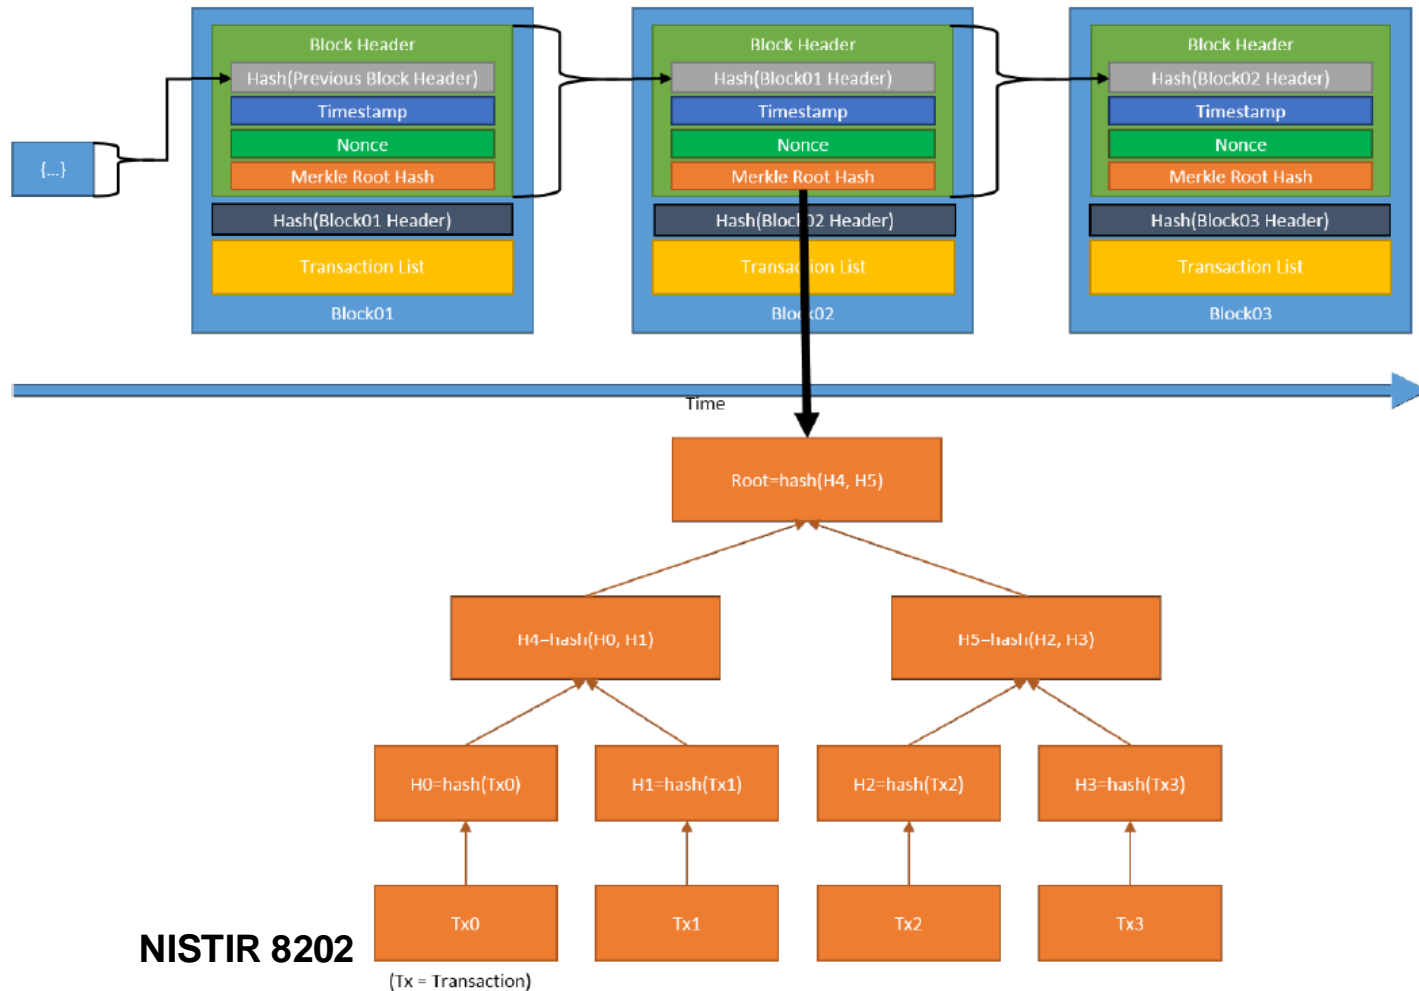 Block Header
Hash(Previous Block Header)
Timestamp
Nonce
Merkle Root Hash
Hash(Block01 Header)
Transaction List
Block01
Block Header
Hash(Block01 Header)
Timestamp
Nonce
Merkle Root Hash
Hash(Block02 Header)
Transaction List
Block02
Block Header
Hash(Block02 Header)
Timestamp
Nonce
Merkle Root Hash
Hash(Block03 Header)
Transaction List
Block03
{...}
Time
Root=hash(H4, H5)
H4=hash(H0, H1)
H5=hash(H2, H3)
H0=hash(Tx0)
H1=hash(Tx1)
H2=hash(Tx2)
H3=hash(Tx3)
Tx0
Tx1
Tx2
Tx3
NISTIR 8202
(Tx = Transaction)